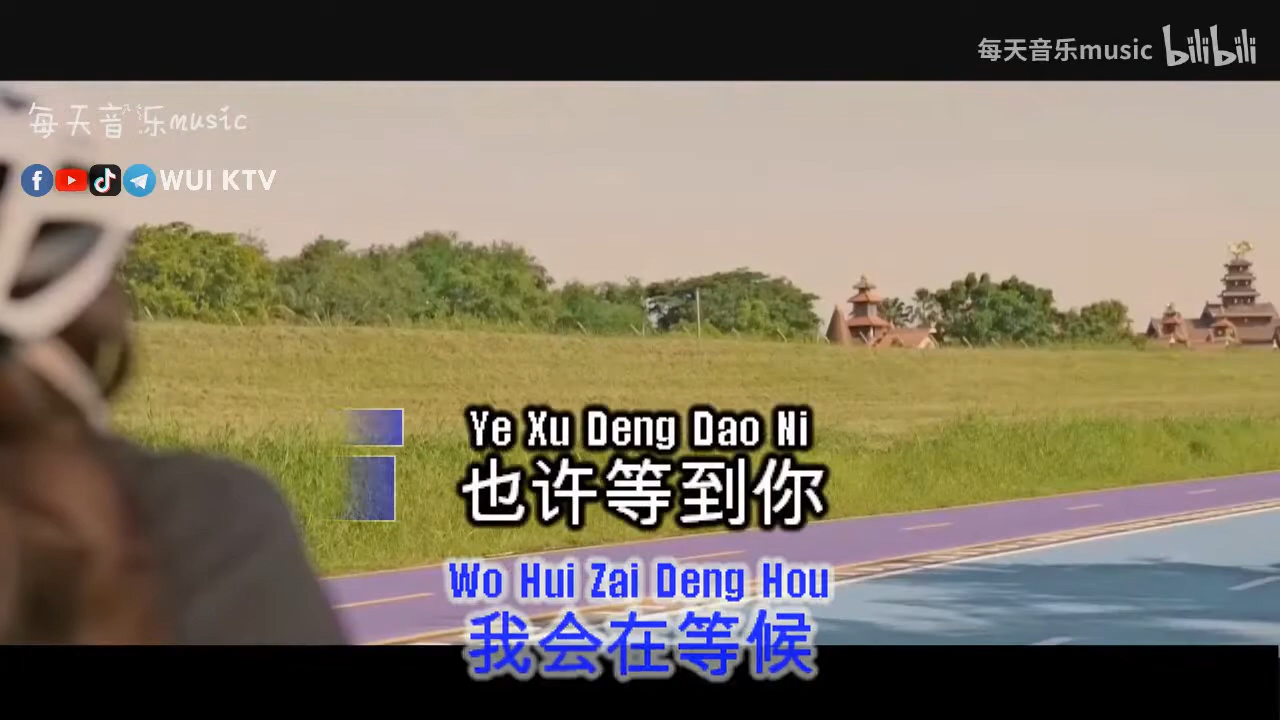 每天音乐music bilibili
每天音乐music
WUI KTV
Ye Xu Deng Dao Ni
也许等到你
Wo Hui Zai Deng Hou
我会在等候